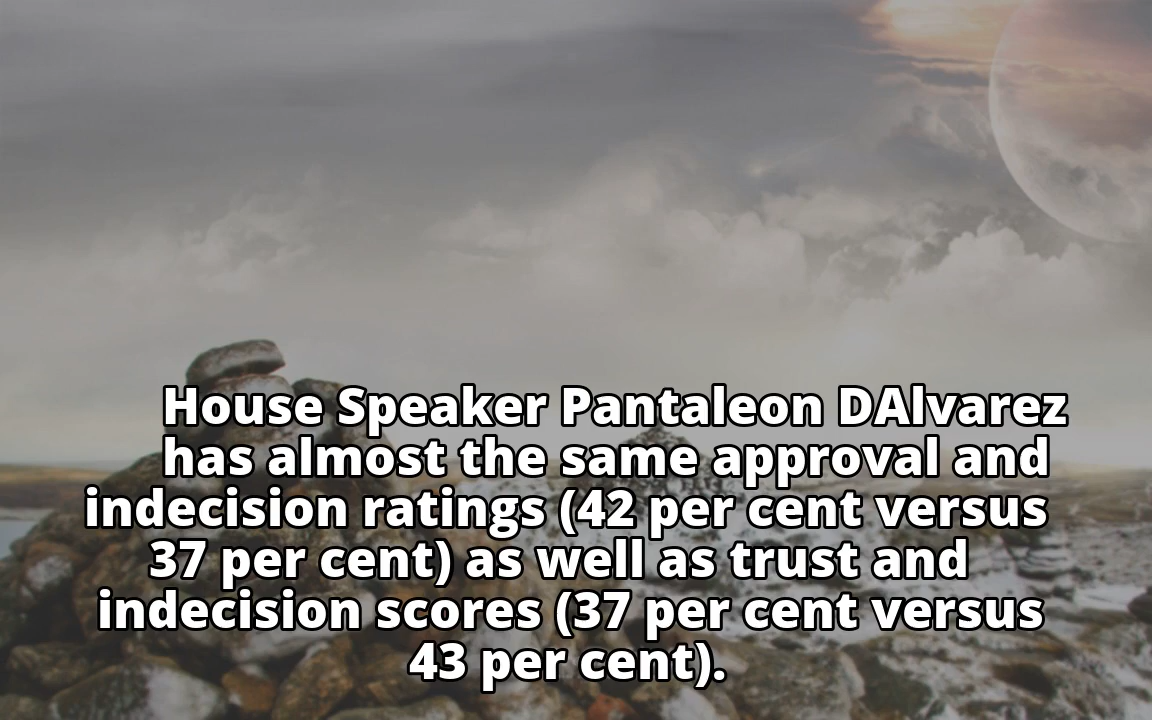 House Speaker Pantaleon DAlvarez
has almost the same approval and
indecision ratings (42 per cent versus
37 per cent) as well as trust and
indecision scores (37 per cent versus
43 per cent).